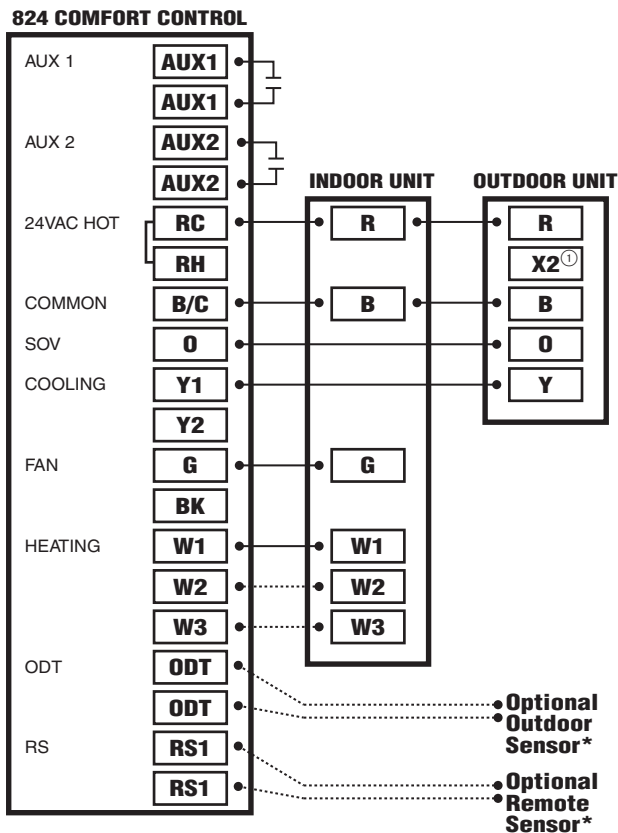 824 COMFORT CONTROL
AUX 1 AUX1
AUX1
AUX 2 AUX2
AUX2
INDOOR UNIT OUTDOOR UNIT
24VAC HOT RC R R
RH X2①
COMMON B/C B B
SOV O O
COOLING Y1 Y
Y2
FAN G G
BK
HEATING W1 W1
W2 W2
W3 W3
ODT ODT
ODT
Optional
Outdoor
Sensor*
RS RS1
RS1
Optional
Remote
Sensor*